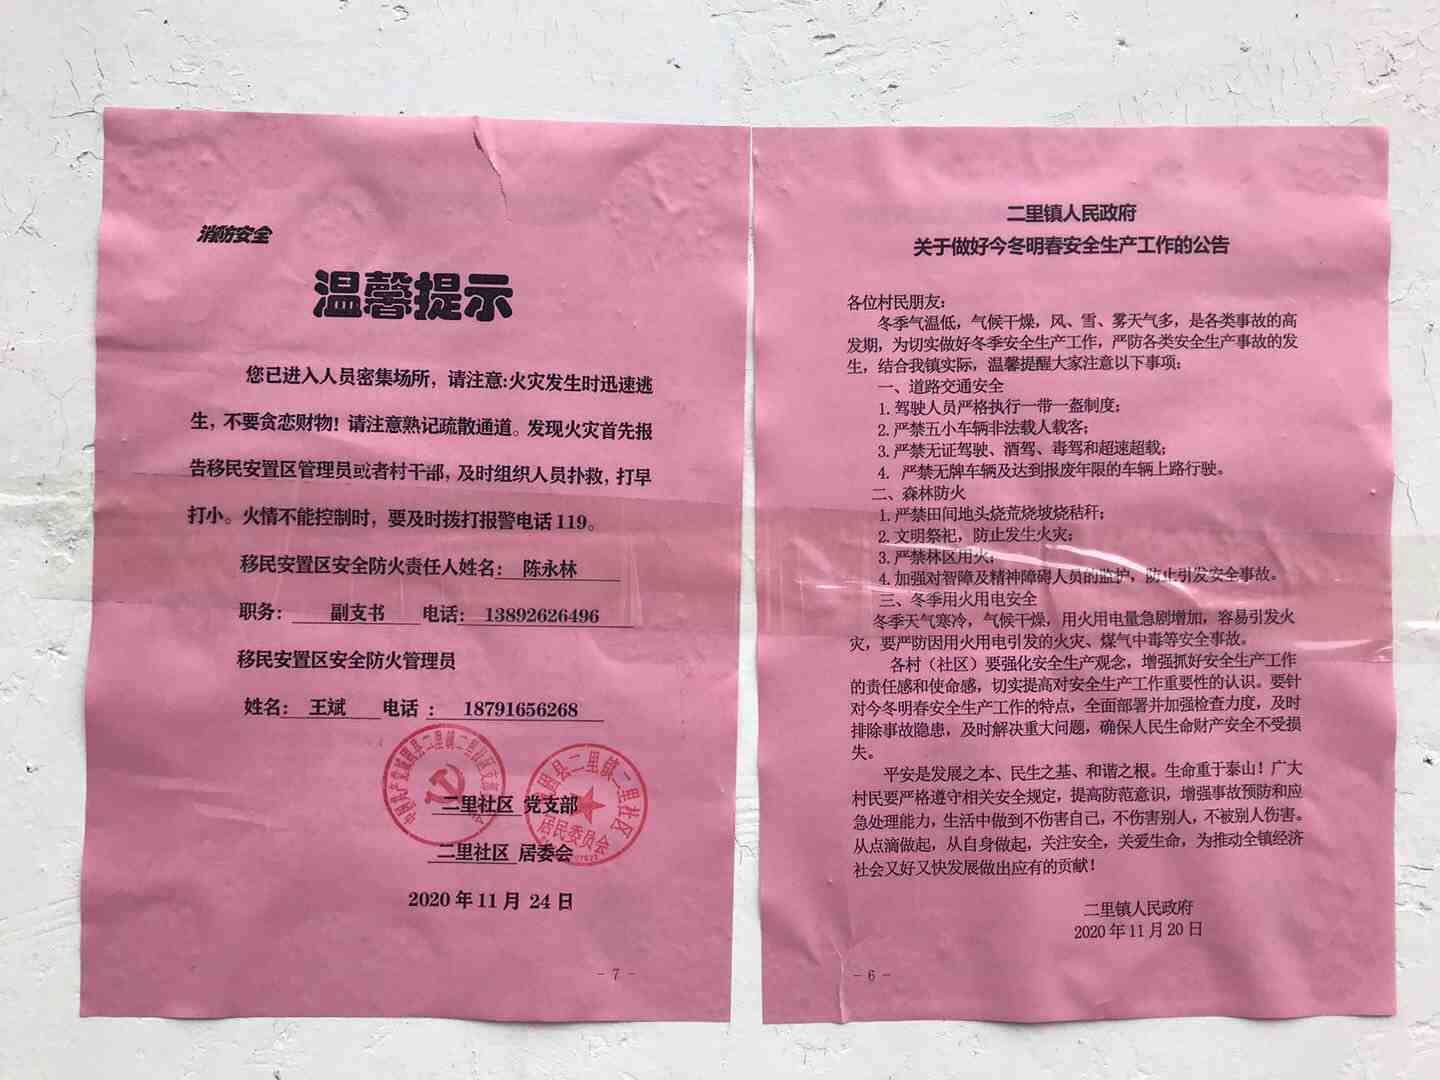 消防安全
温馨提示
您已进入人员密集场所，请注意:火灾发生时迅速逃
生，不要贪恋财物！请注意熟记疏散通道。发现火灾首先报
告移民安置区管理员或者村干部，及时组织人员扑救，打早
打小。火情不能控制时，要及时拨打报警电话119。
移民安置区安全防火责任人姓名： 陈永林
职务： 副支书 电话： 13892626496
移民安置区安全防火管理员
姓名： 王斌 电话 ： 18791656268
二里社区 党支部
二里社区 居委会
2020 年 11 月 24 日
- 7 -
二里镇人民政府
关于做好今冬明春安全生产工作的公告
各位村民朋友：
冬季气温低，气候干燥，风、雪、雾天气多，是各类事故的高
发期，为切实做好冬季安全生产工作，严防各类安全生产事故的发
生，结合我镇实际，温馨提醒大家注意以下事项：
一、道路交通安全
1.驾驶人员严格执行一带一盔制度；
2.严禁五小车辆非法载人载客；
3.严禁无证驾驶、酒驾、毒驾和超速超载；
4. 严禁无牌车辆及达到报废年限的车辆上路行驶。
二、森林防火
1.严禁田间地头烧荒烧坡烧秸秆；
2.文明祭祀，防止发生火灾；
3.严禁林区用火；
4.加强对智障及精神障碍人员的监护，防止引发安全事故。
三、冬季用火用电安全
冬季天气寒冷，气候干燥，用火用电量急剧增加，容易引发火
灾，要严防因用火用电引发的火灾、煤气中毒等安全事故。
各村（社区）要强化安全生产观念，增强抓好安全生产工作
的责任感和使命感，切实提高对安全生产工作重要性的认识。要针
对今冬明春安全生产工作的特点，全面部署并加强检查力度，及时
排除事故隐患，及时解决重大问题，确保人民生命财产安全不受损
失。
平安是发展之本、民生之基、和谐之根。生命重于泰山！广大
村民要严格遵守相关安全规定，提高防范意识，增强事故预防和应
急处理能力，生活中做到不伤害自己，不伤害别人，不被别人伤害。
从点滴做起，从自身做起，关注安全，关爱生命，为推动全镇经济
社会又好又快发展做出应有的贡献！
二里镇人民政府
2020 年 11 月 20 日
- 6 -